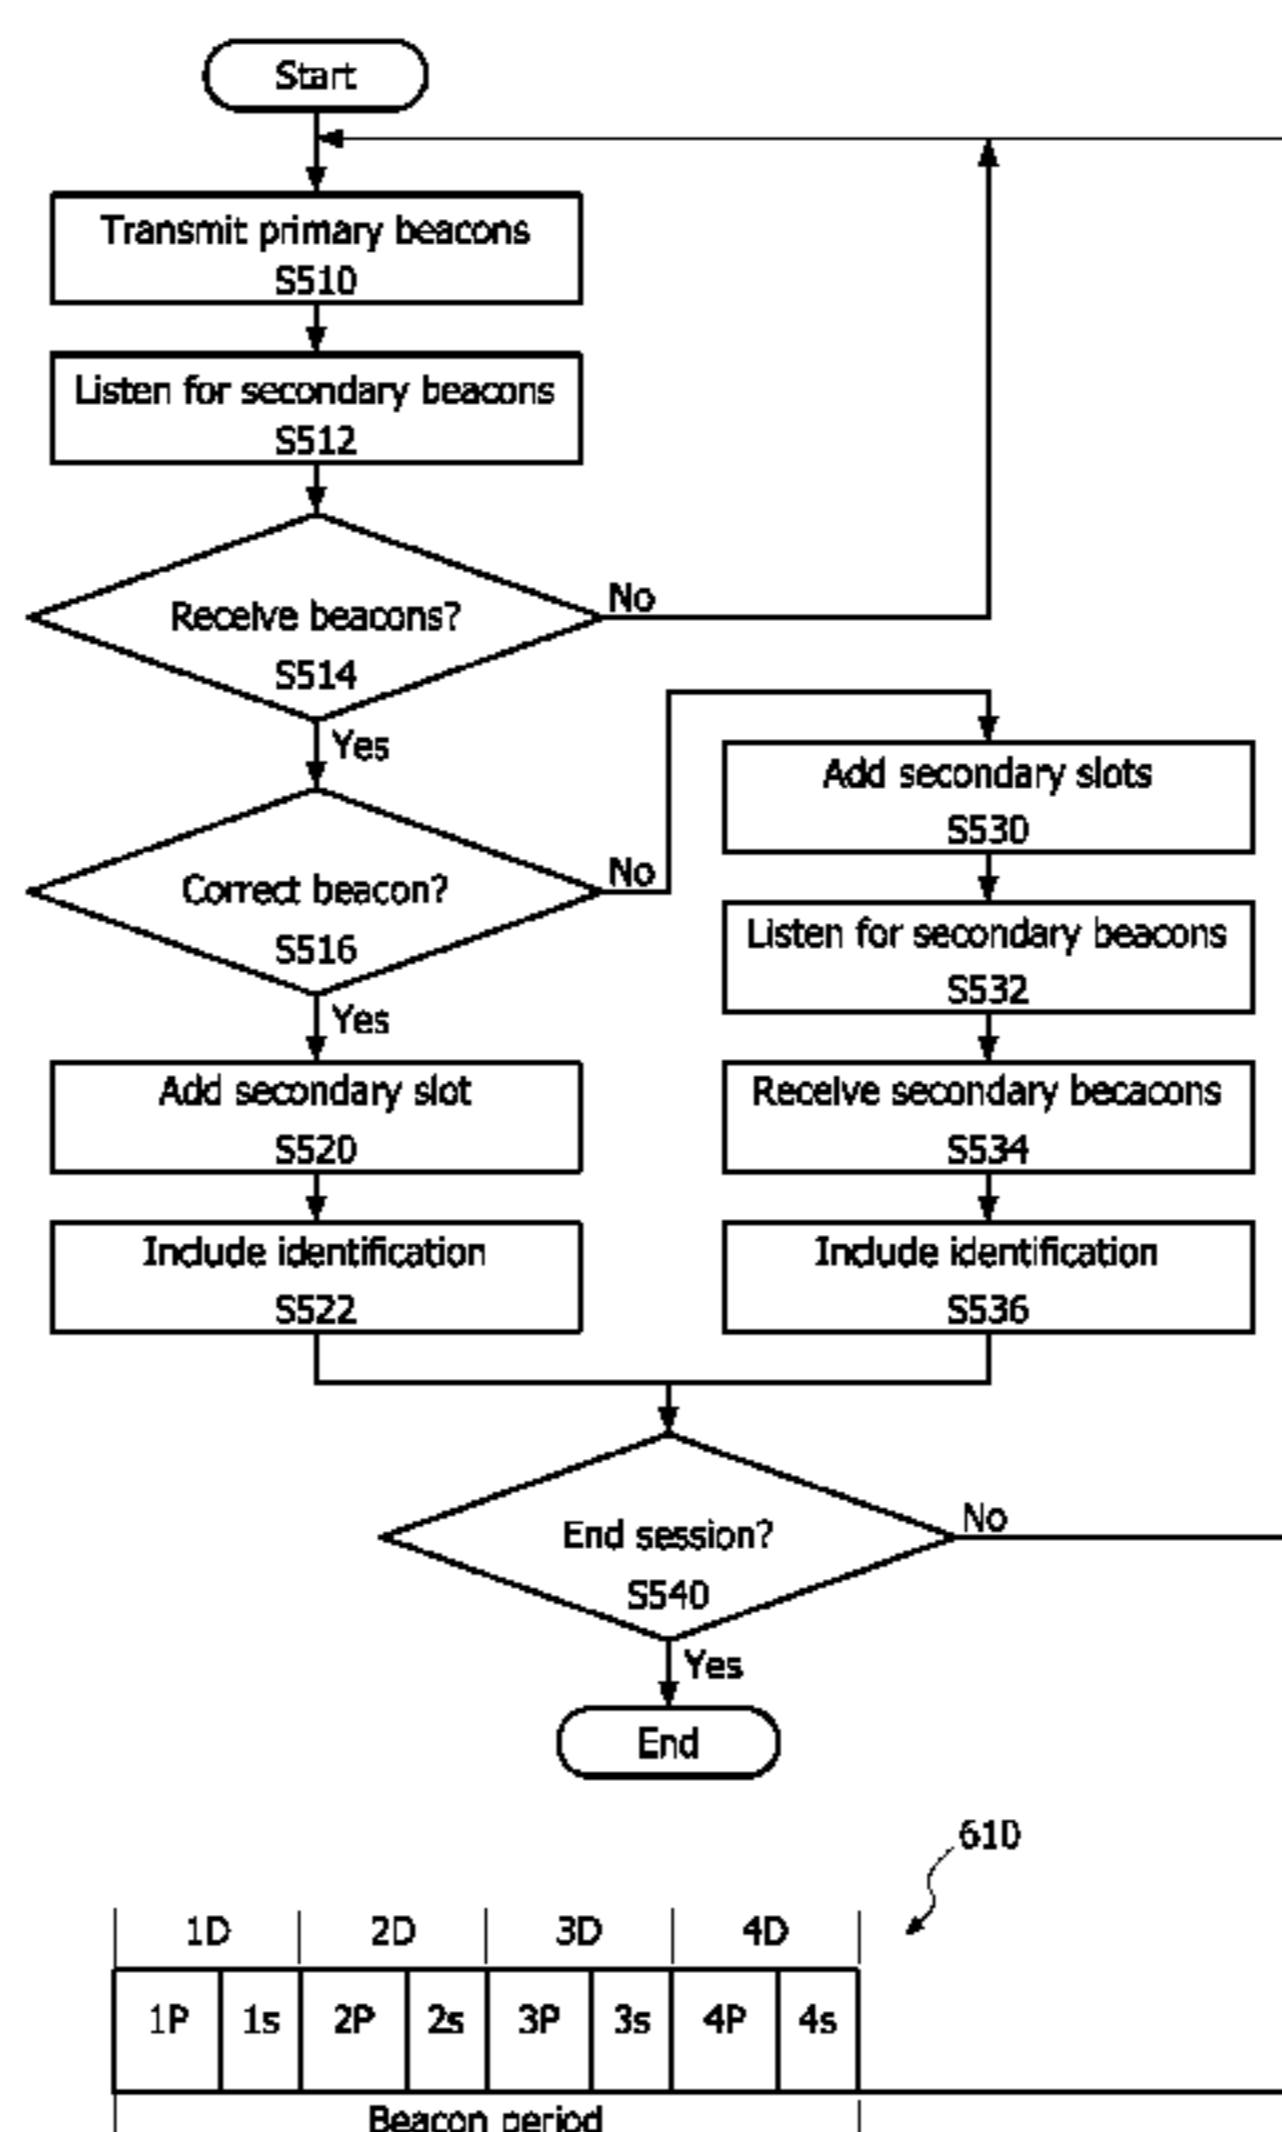 Start
Transmit primary beacons
S510
Listen for secondary beacons
S512
Receive beacons?
S514
No
Yes
Correct beacon?
S516
No
Yes
Add secondary slot
S520
Include identification
S522
Add secondary slots
S530
Listen for secondary beacons
S532
Receive secondary becacons
S534
Include identification
S536
End session?
S540
No
Yes
End
610
1D 2D 3D 4D
1P 1s 2P 2s 3P 3s 4P 4s
Beacon period